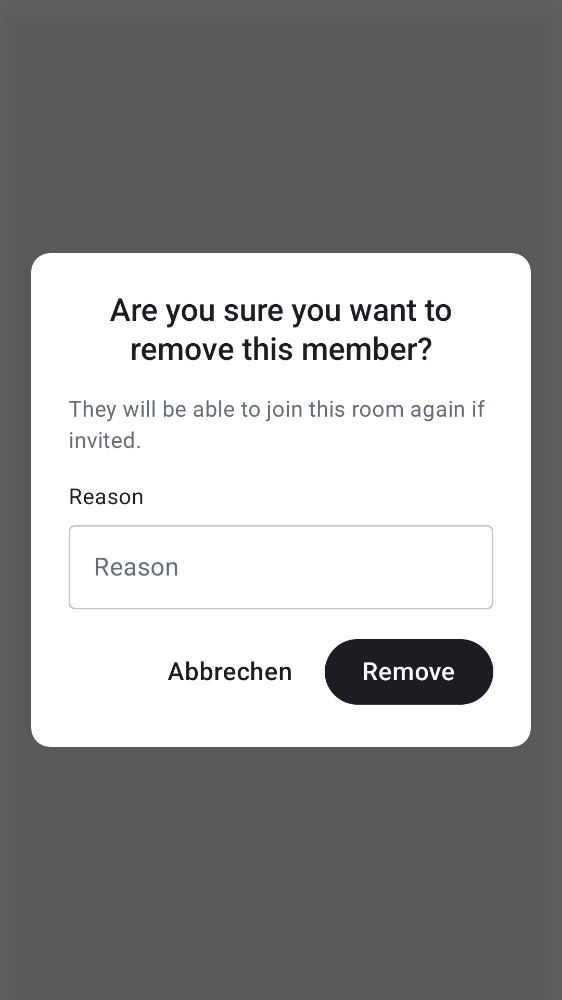 Are you sure you want to
remove this member?
They will be able to join this room again if
invited.
Reason
Reason
Abbrechen
Remove